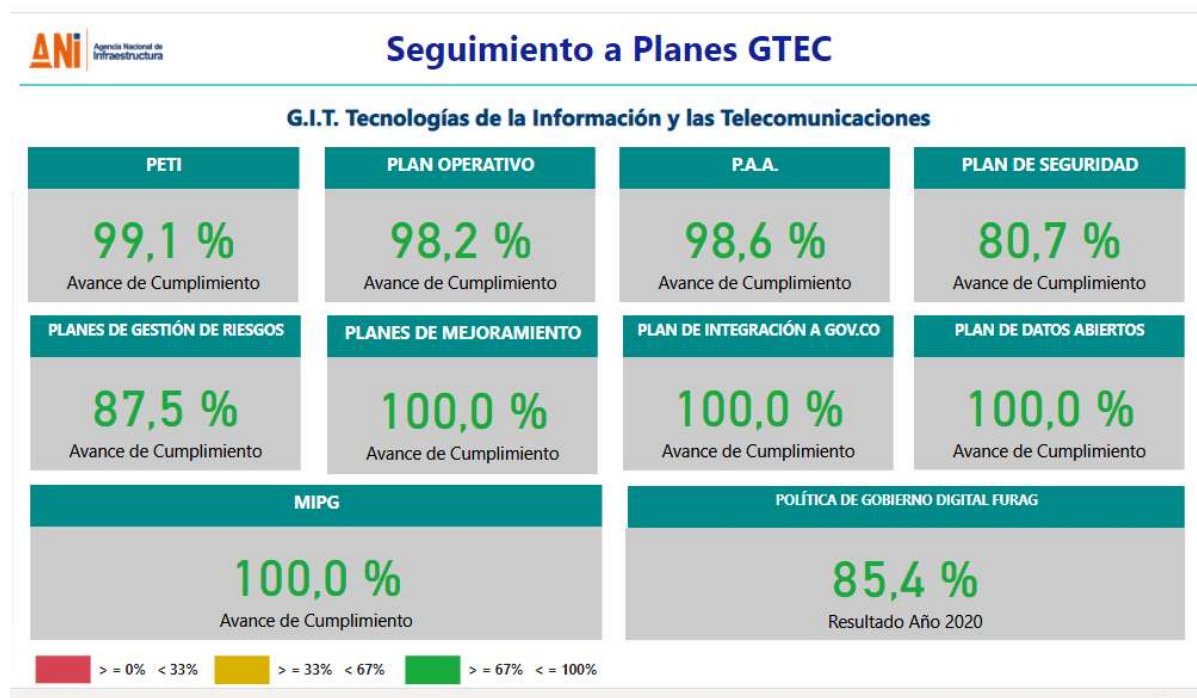 ANi
Agencia Nacional de
Infraestructura
Seguimiento a Planes GTEC
G.I.T. Tecnologías de la Información y las Telecomunicaciones
PETI
99,1 %
Avance de Cumplimiento
PLAN OPERATIVO
98,2 %
Avance de Cumplimiento
P.A.A.
98,6 %
Avance de Cumplimiento
PLAN DE SEGURIDAD
80,7 %
Avance de Cumplimiento
PLANES DE GESTIÓN DE RIESGOS
87,5 %
Avance de Cumplimiento
PLANES DE MEJORAMIENTO
100,0 %
Avance de Cumplimiento
PLAN DE INTEGRACIÓN A GOV.CO
100,0 %
Avance de Cumplimiento
PLAN DE DATOS ABIERTOS
100,0 %
Avance de Cumplimiento
MIPG
100,0 %
Avance de Cumplimiento
POLÍTICA DE GOBIERNO DIGITAL FURAG
85,4 %
Resultado Año 2020
> = 0% < 33%
> = 33% < 67%
> = 67% < = 100%